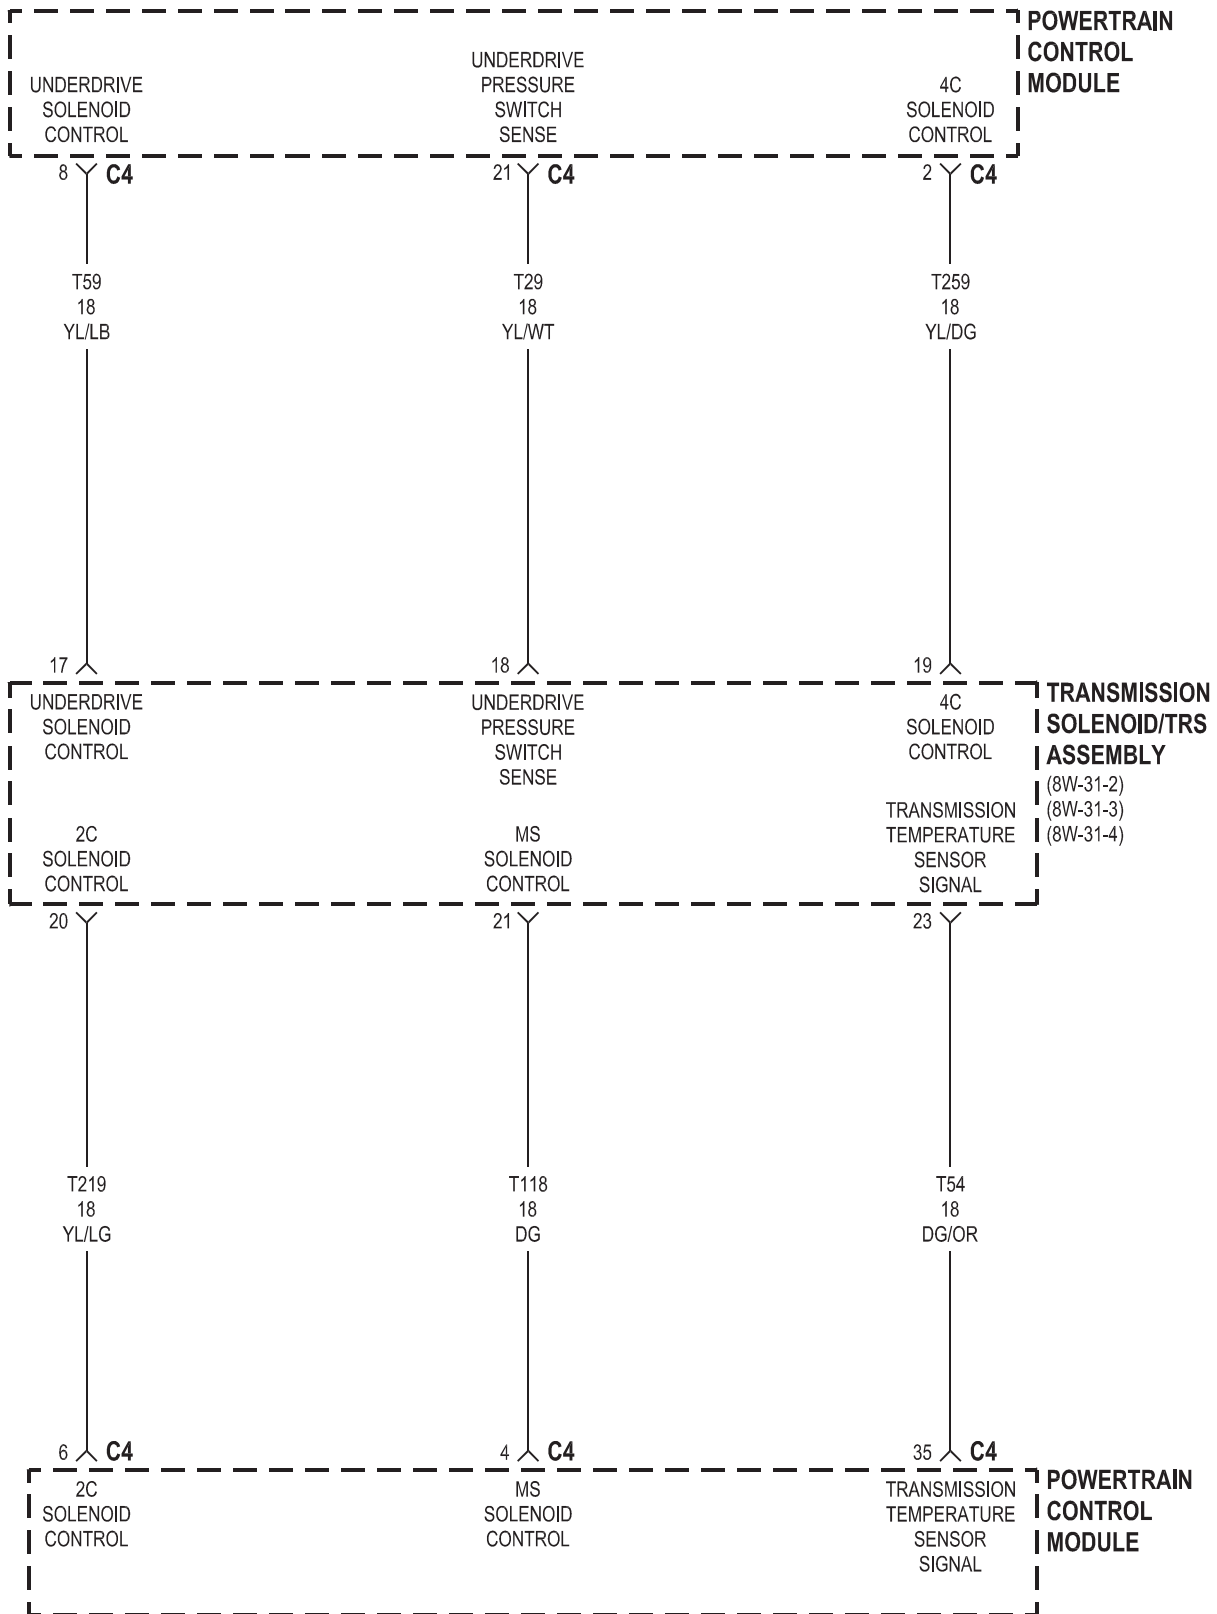 POWERTRAIN
CONTROL
MODULE
UNDERDRIVE
SOLENOID
CONTROL
UNDERDRIVE
PRESSURE
SWITCH
SENSE
4C
SOLENOID
CONTROL
8 C4
21 C4
2 C4
T59
18
YL/LB
T29
18
YL/WT
T259
18
YL/DG
17
18
19
UNDERDRIVE
SOLENOID
CONTROL
UNDERDRIVE
PRESSURE
SWITCH
SENSE
4C
SOLENOID
CONTROL
TRANSMISSION
SOLENOID/TRS
ASSEMBLY
(8W-31-2)
(8W-31-3)
(8W-31-4)
2C
SOLENOID
CONTROL
MS
SOLENOID
CONTROL
TRANSMISSION
TEMPERATURE
SENSOR
SIGNAL
20
21
23
T219
18
YL/LG
T118
18
DG
T54
18
DG/OR
6 C4
4 C4
35 C4
2C
SOLENOID
CONTROL
MS
SOLENOID
CONTROL
TRANSMISSION
TEMPERATURE
SENSOR
SIGNAL
POWERTRAIN
CONTROL
MODULE